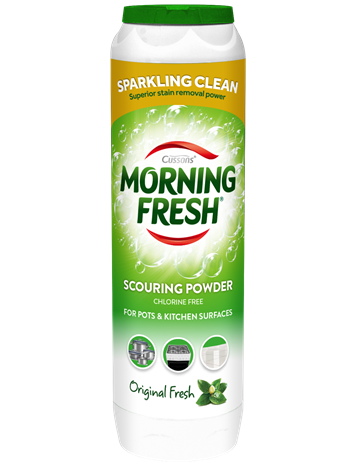 SPARKLING CLEAN
Superior stain removal power
Cussons®
MORNING
FRESH®
SCOURING POWDER
CHLORINE FREE
FOR POTS & KITCHEN SURFACES
Original Fresh